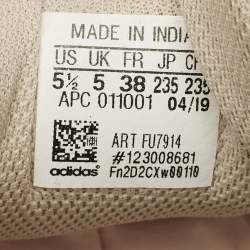 MADE IN INDIA
US UK FR JP CH
5½ 5 38 235 235
APC 011001 04/19
ART FU7914
#123008681
adidas Fn2D2CXw00110